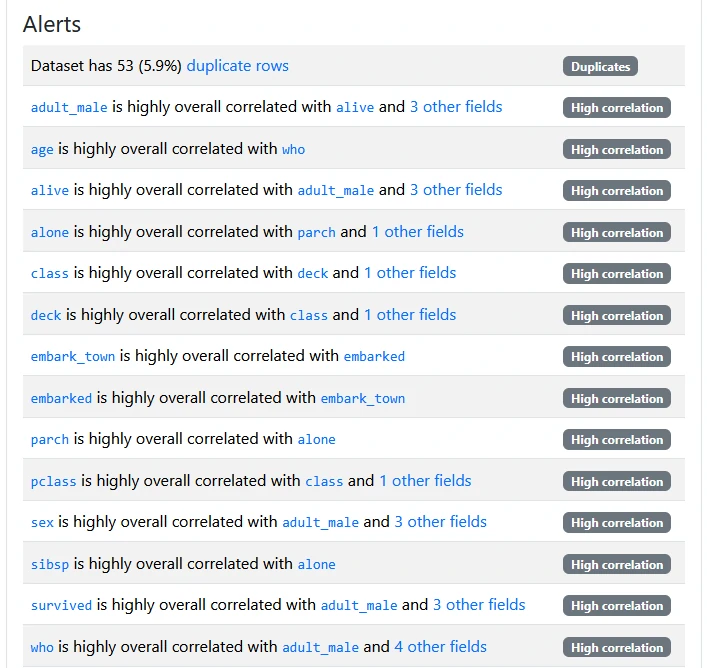 Alerts
Dataset has 53 (5.9%) duplicate rows Duplicates
adult_male is highly overall correlated with alive and 3 other fields High correlation
age is highly overall correlated with who High correlation
alive is highly overall correlated with adult_male and 3 other fields High correlation
alone is highly overall correlated with parch and 1 other fields High correlation
class is highly overall correlated with deck and 1 other fields High correlation
deck is highly overall correlated with class and 1 other fields High correlation
embark_town is highly overall correlated with embarked High correlation
embarked is highly overall correlated with embark_town High correlation
parch is highly overall correlated with alone High correlation
pclass is highly overall correlated with class and 1 other fields High correlation
sex is highly overall correlated with adult_male and 3 other fields High correlation
sibsp is highly overall correlated with alone High correlation
survived is highly overall correlated with adult_male and 3 other fields High correlation
who is highly overall correlated with adult_male and 4 other fields High correlation